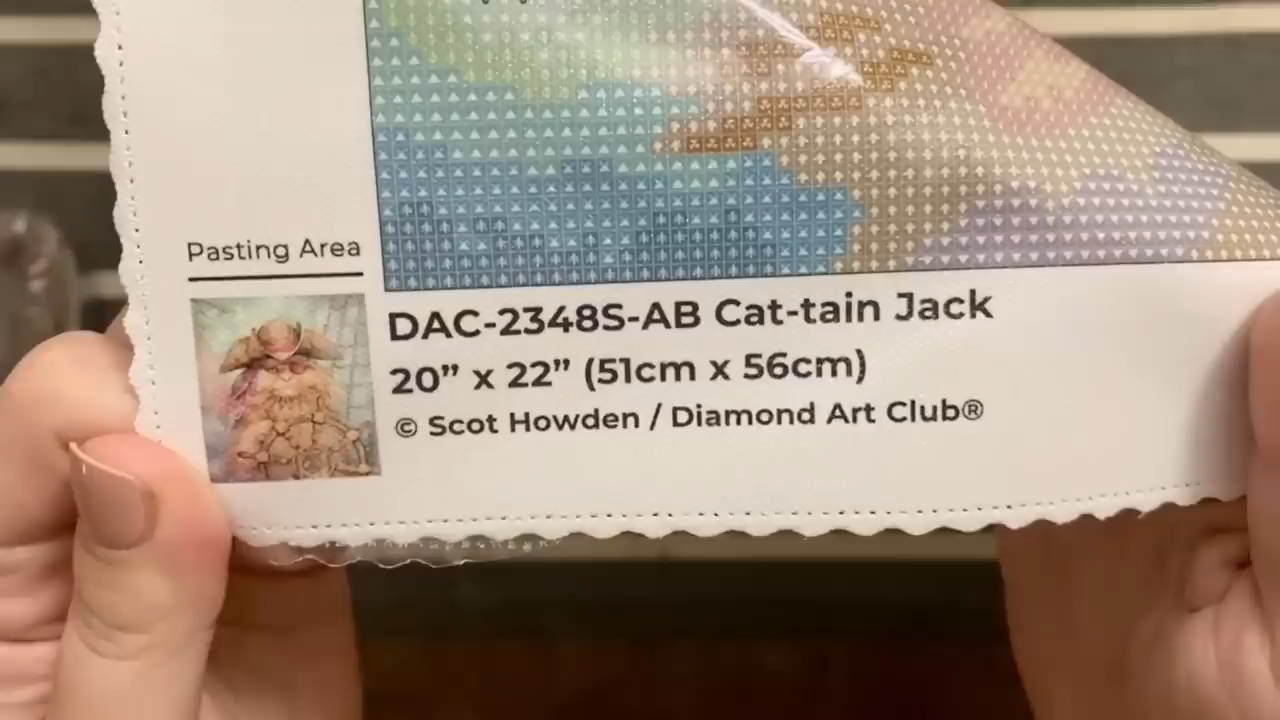 Pasting Area
DAC-2348S-AB Cat-tain Jack
20” x 22” (51cm x 56cm)
© Scot Howden / Diamond Art Club®